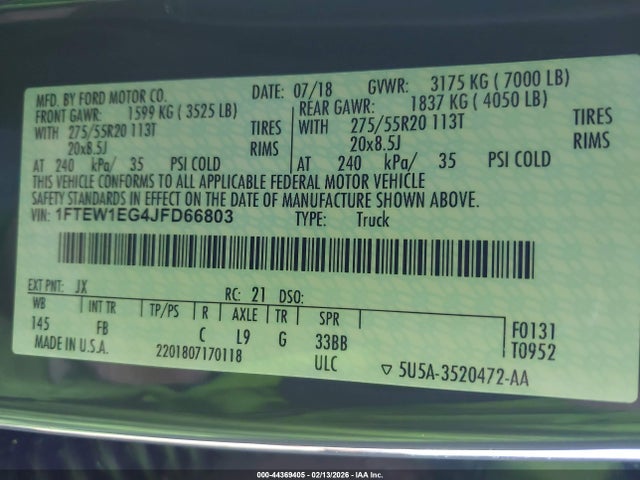 MFD. BY FORD MOTOR CO. DATE: 07/18 GVWR: 3175 KG ( 7000 LB)
FRONT GAWR: 1599 KG ( 3525 LB) REAR GAWR: 1837 KG ( 4050 LB)
WITH 275/55R20 113T TIRES WITH 275/55R20 113T TIRES
20x8.5J RIMS 20x8.5J RIMS
AT 240 kPa/ 35 PSI COLD AT 240 kPa/ 35 PSI COLD
THIS VEHICLE CONFORMS TO ALL APPLICABLE FEDERAL MOTOR VEHICLE
SAFETY STANDARDS IN EFFECT ON THE DATE OF MANUFACTURE SHOWN ABOVE.
VIN: 1FTEW1EG4JFD66803 TYPE: Truck
EXT PNT: JX RC: 21 DSO:
WB INT TR TP/PS R AXLE TR SPR
145 FB C L9 G 33BB F0131
MADE IN U.S.A. 2201807170118 ULC T0952
▽ 5U5A-3520472-AA
000-44369405 - 02/13/2026 - IAA Inc.